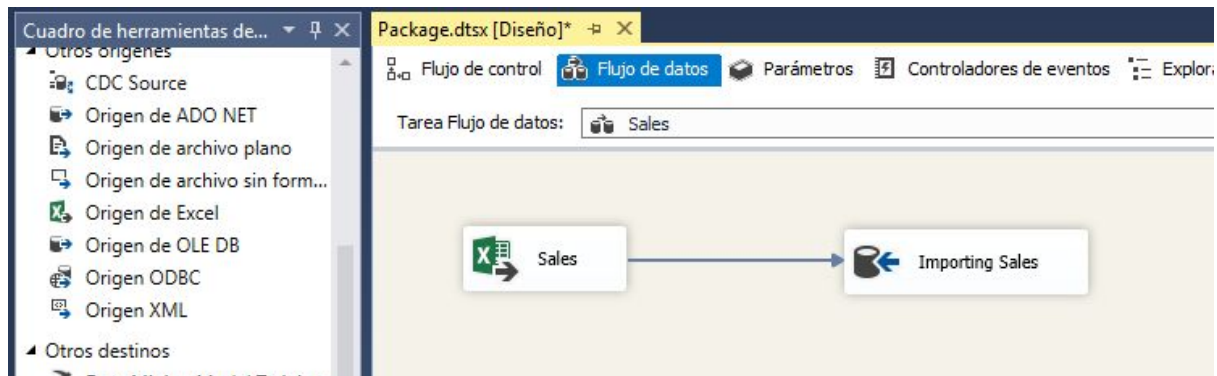 Cuadro de herramientas de...
Package.dtsx [Diseño]*
Otros orígenes
CDC Source
Origen de ADO NET
Origen de archivo plano
Origen de archivo sin form...
Origen de Excel
Origen de OLE DB
Origen ODBC
Origen XML
Otros destinos
Flujo de control
Flujo de datos
Parámetros
Controladores de eventos
Explora
Tarea Flujo de datos:
Sales
Sales
Importing Sales